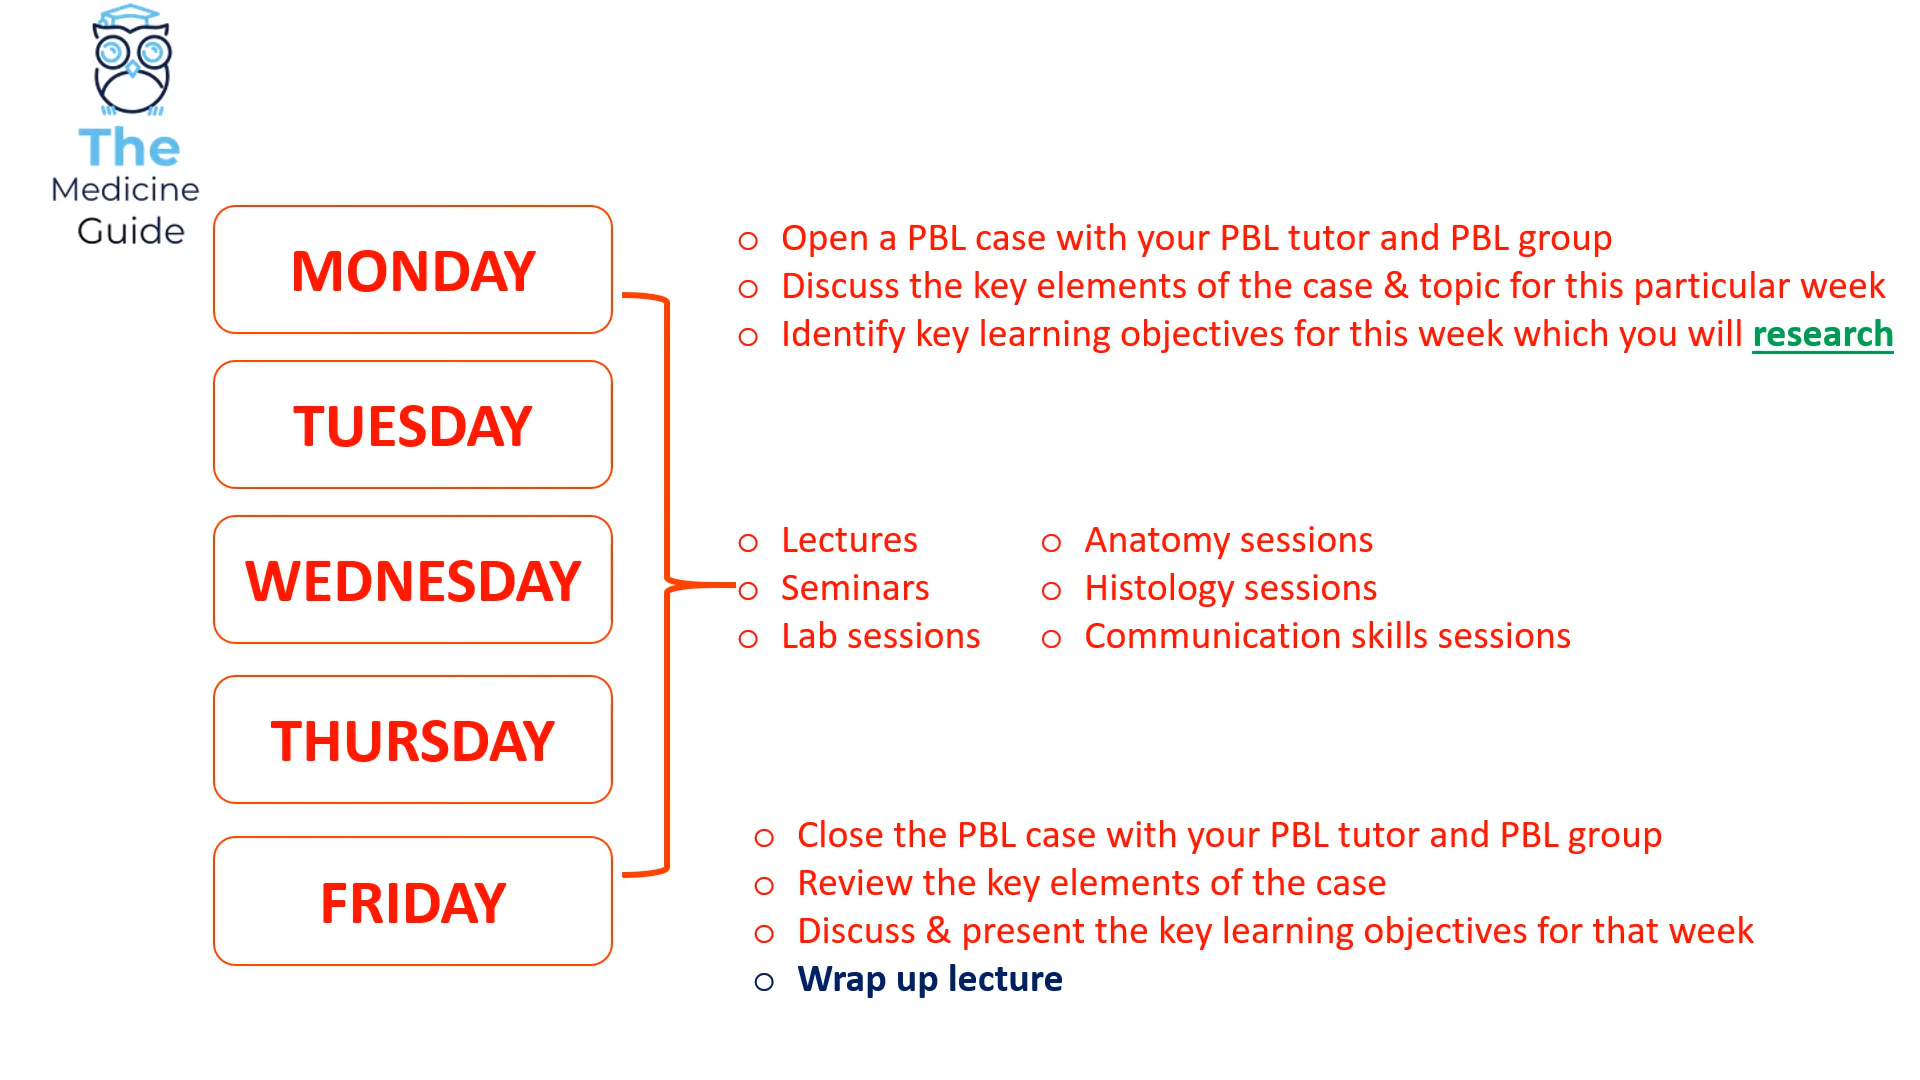 The
Medicine
Guide
MONDAY
○ Open a PBL case with your PBL tutor and PBL group
○ Discuss the key elements of the case & topic for this particular week
○ Identify key learning objectives for this week which you will research
TUESDAY
WEDNESDAY
○ Lectures
○ Seminars
○ Lab sessions
○ Anatomy sessions
○ Histology sessions
○ Communication skills sessions
THURSDAY
FRIDAY
○ Close the PBL case with your PBL tutor and PBL group
○ Review the key elements of the case
○ Discuss & present the key learning objectives for that week
○ Wrap up lecture